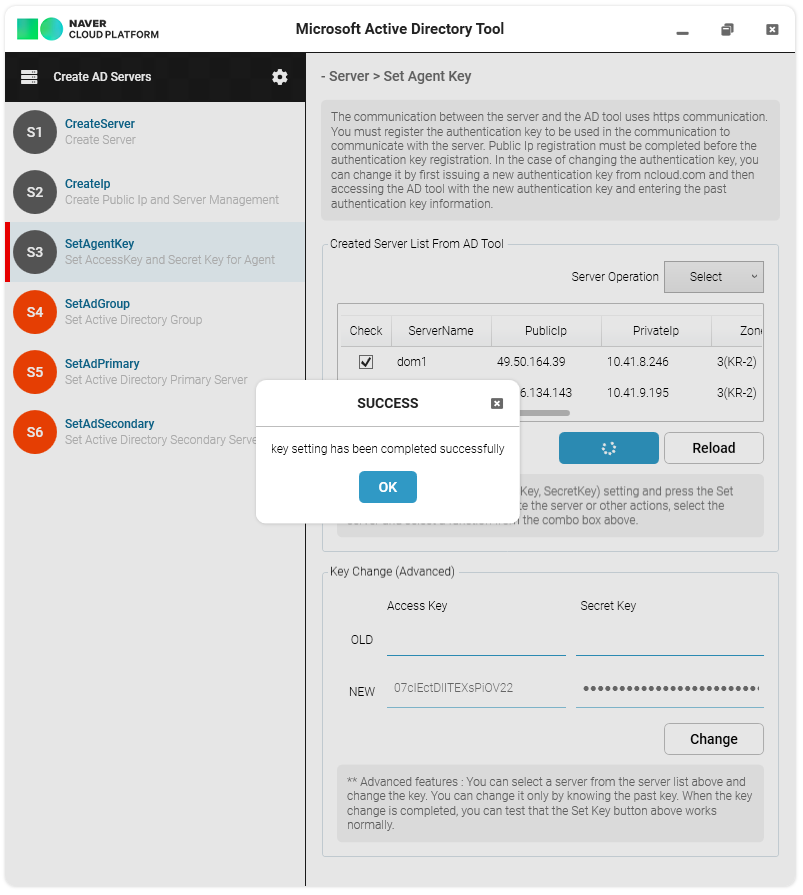 NAVER
CLOUD PLATFORM
Microsoft Active Directory Tool
Create AD Servers
S1
CreateServer
Create Server
S2
CreateIp
Create Public Ip and Server Management
S3
SetAgentKey
Set AccessKey and Secret Key for Agent
S4
SetAdGroup
Set Active Directory Group
S5
SetAdPrimary
Set Active Directory Primary Server
S6
SetAdSecondary
Set Active Directory Secondary Serve
- Server > Set Agent Key
The communication between the server and the AD tool uses https communication.
You must register the authentication key to be used in the communication to
communicate with the server. Public Ip registration must be completed before the
authentication key registration. In the case of changing the authentication key, you
can change it by first issuing a new authentication key from ncloud.com and then
accessing the AD tool with the new authentication key and entering the past
authentication key information.
Created Server List From AD Tool
Server Operation
Select
Check ServerName PublicIp PrivateIp Zon
dom1 49.50.164.39 10.41.8.246 3(KR-2)
6.134.143 10.41.9.195 3(KR-2)
Reload
SUCCESS
key setting has been completed successfully
OK
Key, SecretKey) setting and press the Set
te the server or other actions, select the
server and select a function from the combo box above.
Key Change (Advanced)
Access Key Secret Key
OLD
NEW 07cIEctDIITEXsPiOV22
Change
** Advanced features : You can select a server from the server list above and
change the key. You can change it only by knowing the past key. When the key
change is completed, you can test that the Set Key button above works
normally.